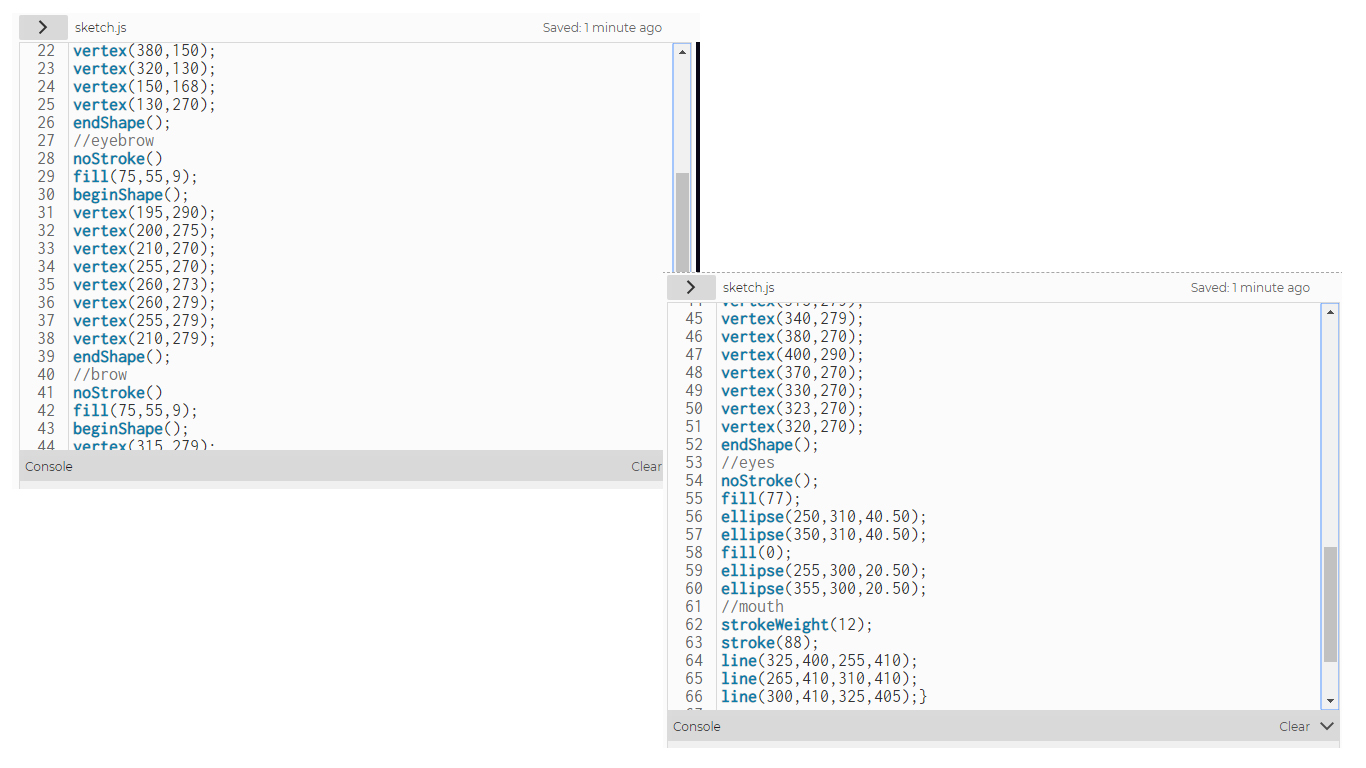 sketch.js Saved: 1 minute ago
22 vertex(380,150);
23 vertex(320,130);
24 vertex(150,168);
25 vertex(130,270);
26 endShape();
27 //eyebrow
28 noStroke()
29 fill(75,55,9);
30 beginShape();
31 vertex(195,290);
32 vertex(200,275);
33 vertex(210,270);
34 vertex(255,270);
35 vertex(260,273);
36 vertex(260,279);
37 vertex(255,279);
38 vertex(210,279);
39 endShape();
40 //brow
41 noStroke()
42 fill(75,55,9);
43 beginShape();
44 vertex(315,279);
Console Clear
sketch.js Saved: 1 minute ago
44 vertex(315,279);
45 vertex(340,279);
46 vertex(380,270);
47 vertex(400,290);
48 vertex(370,270);
49 vertex(330,270);
50 vertex(323,270);
51 vertex(320,270);
52 endShape();
53 //eyes
54 noStroke();
55 fill(77);
56 ellipse(250,310,40.50);
57 ellipse(350,310,40.50);
58 fill(0);
59 ellipse(255,300,20.50);
60 ellipse(355,300,20.50);
61 //mouth
62 strokeWeight(12);
63 stroke(88);
64 line(325,400,255,410);
65 line(265,410,310,410);
66 line(300,410,325,405);}
Console Clear